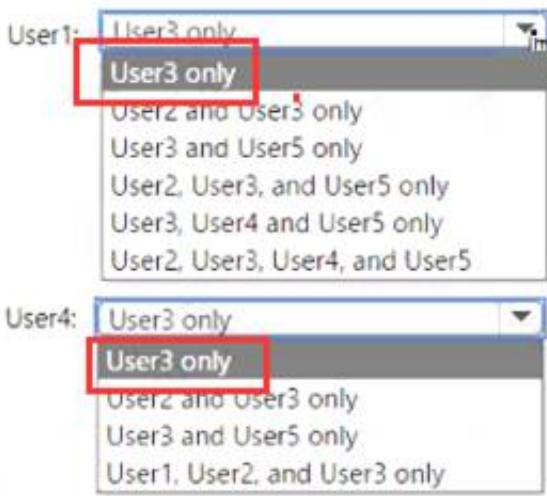 User1: User3 only
User3 only
User2 and User3 only
User3 and User5 only
User2, User3, and User5 only
User3, User4 and User5 only
User2, User3, User4, and User5
User4: User3 only
User3 only
User2 and User3 only
User3 and User5 only
User1, User2, and User3 only